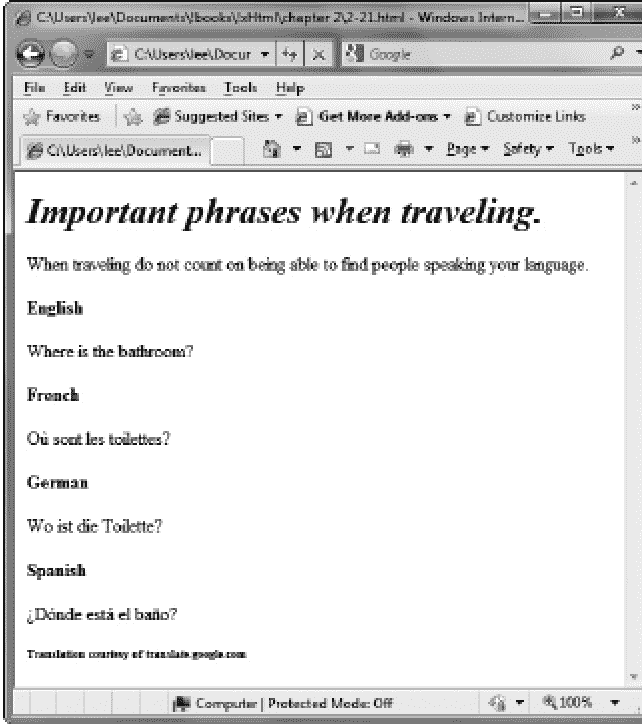 C:\Users\lee\Documents\!books\!xHtml\chapter 2\2-21.html - Windows Intern...
C:\Users\lee\Docur
Google
File Edit View Favorites Tools Help
Favorites Suggested Sites Get More Add-ons Customize Links
C:\Users\lee\Document... Page Safety Tools
Important phrases when traveling.
When traveling do not count on being able to find people speaking your language.
English
Where is the bathroom?
French
Où sont les toilettes?
German
Wo ist die Toilette?
Spanish
¿Dónde está el baño?
Translation courtesy of translate.google.com
Computer | Protected Mode: Off 100%